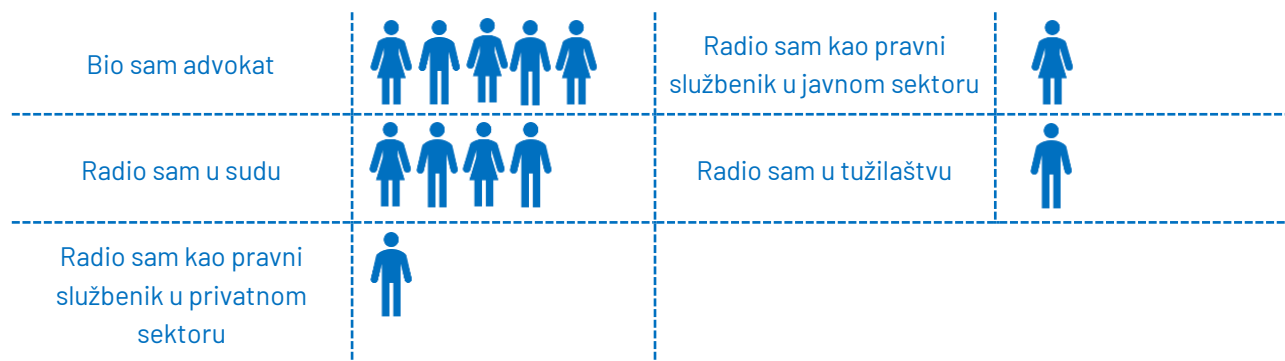 Bio sam advokat
Radio sam kao pravni
službenik u javnom sektoru
Radio sam u sudu
Radio sam u tužilaštvu
Radio sam kao pravni
službenik u privatnom
sektoru